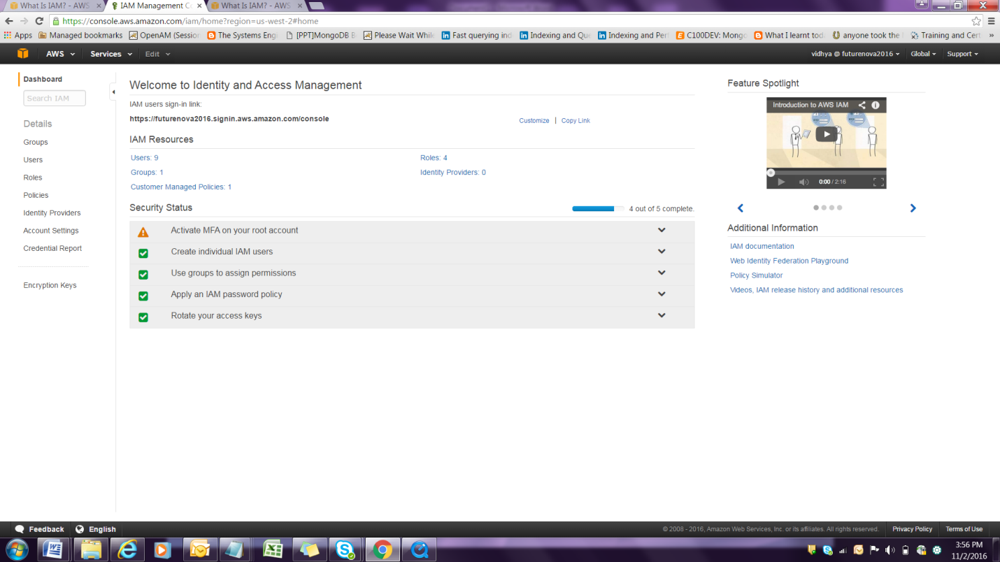 What Is IAM? - AWS
IAM Management Co
What Is IAM? - AWS
https://console.aws.amazon.com/iam/home?region=us-west-2#home
Apps Managed bookmarks OpenAM (Session The Systems Eng [PPT]MongoDB B Please Wait While Fast querying ind Indexing and Que Indexing and Per C100DEV: Mongo What I learnt tod anyone took the Training and Cert »
AWS Services Edit vidhya @ futurenova2016 Global Support
Dashboard
Search IAM
Details
Groups
Users
Roles
Policies
Identity Providers
Account Settings
Credential Report
Encryption Keys
Welcome to Identity and Access Management
IAM users sign-in link:
https://futurenova2016.signin.aws.amazon.com/console Customize | Copy Link
IAM Resources
Users: 9 Roles: 4
Groups: 1 Identity Providers: 0
Customer Managed Policies: 1
Security Status 4 out of 5 complete.
Activate MFA on your root account
Create individual IAM users
Use groups to assign permissions
Apply an IAM password policy
Rotate your access keys
Feature Spotlight
Introduction to AWS IAM
0:00 / 2:16
Additional Information
IAM documentation
Web Identity Federation Playground
Policy Simulator
Videos, IAM release history and additional resources
Feedback English © 2008 - 2016, Amazon Web Services, Inc. or its affiliates. All rights reserved. Privacy Policy Terms of Use
3:56 PM
11/2/2016